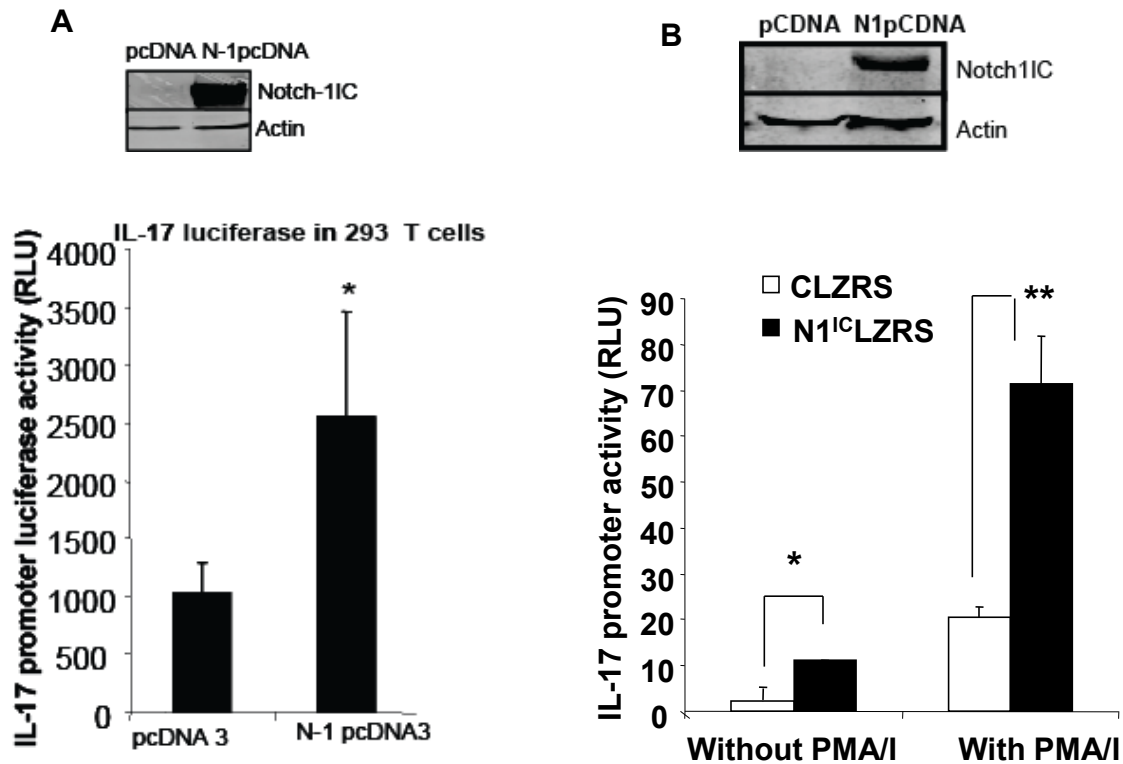 A
pcDNA N-1pcDNA
Notch-1IC
Actin
IL-17 luciferase in 293 T cells
IL-17 promoter luciferase activity (RLU)
4000
3500
3000
2500
2000
1500
1000
500
0
*
pcDNA 3
N-1 pcDNA3
B
pCDNA N1pCDNA
Notch1IC
Actin
CLZRS
N1ICLZRS
IL-17 promoter activity (RLU)
90
80
70
60
50
40
30
20
10
0
*
**
Without PMA/I
With PMA/I